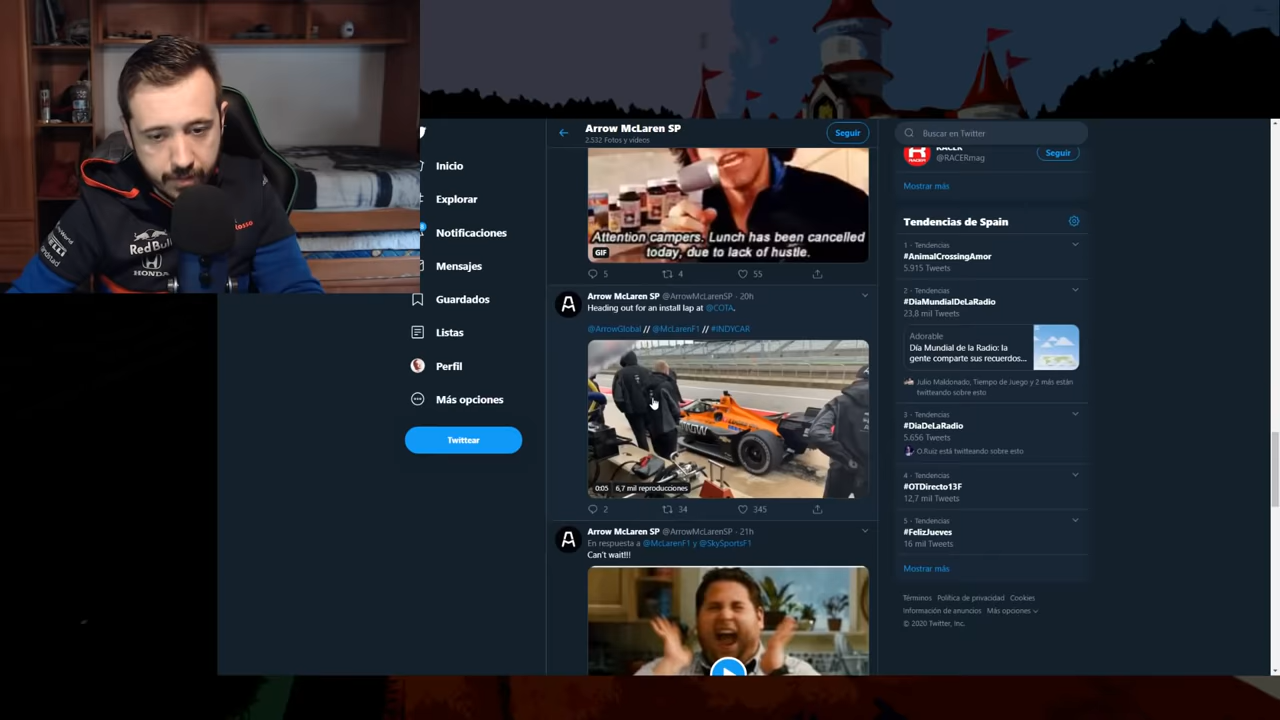 Red Bull
HONDA
Rosso
Inicio
Explorar
Notificaciones
Mensajes
Guardados
Listas
Perfil
Más opciones
Twittear
Arrow McLaren SP
2.532 Fotos y videos
Seguir
Attention campers. Lunch has been cancelled
today, due to lack of hustle.
GIF
5 4 55
Arrow McLaren SP @ArrowMcLarenSP · 20h
Heading out for an install lap at @COTA.
@ArrowGlobal // @McLarenF1 // #INDYCAR
ARROW
0:05 6,7 mil reproducciones
2 34 345
Arrow McLaren SP @ArrowMcLarenSP · 21h
En respuesta a @McLarenF1 y @SkySportsF1
Can't wait!!!
Buscar en Twitter
RACER
@RACERmag
Seguir
Mostrar más
Tendencias de Spain
1 · Tendencias
#AnimalCrossingAmor
5.915 Tweets
2 · Tendencias
#DiaMundialDeLaRadio
23,8 mil Tweets
Adorable
Día Mundial de la Radio: la
gente comparte sus recuerdos...
Julio Maldonado, Tiempo de Juego y 2 más están
twitteando sobre esto
3 · Tendencias
#DiaDeLaRadio
5.656 Tweets
O.Ruiz está twitteando sobre esto
4 · Tendencias
#OTDirecto13F
12,7 mil Tweets
5 · Tendencias
#FelizJueves
16 mil Tweets
Mostrar más
Términos Política de privacidad Cookies
Información de anuncios Más opciones
© 2020 Twitter, Inc.